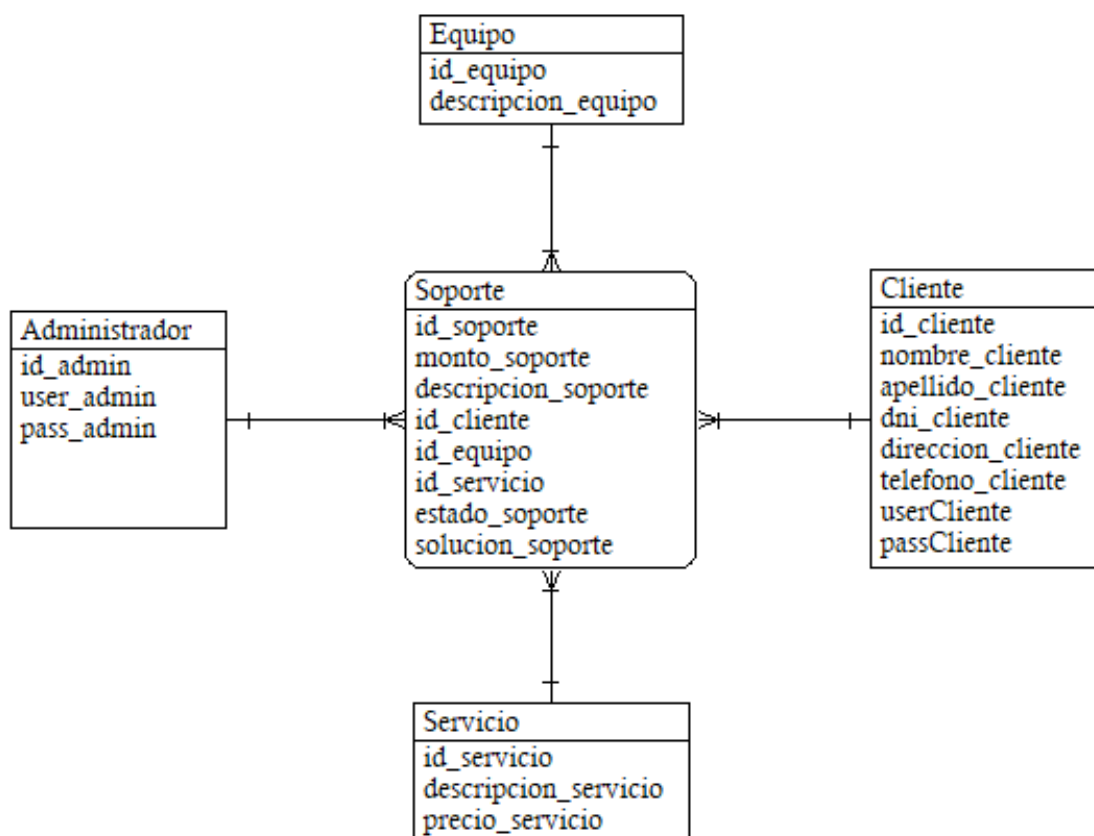 Equipo
id_equipo
descripcion_equipo
Administrador
id_admin
user_admin
pass_admin
Soporte
id_soporte
monto_soporte
descripcion_soporte
id_cliente
id_equipo
id_servicio
estado_soporte
solucion_soporte
Cliente
id_cliente
nombre_cliente
apellido_cliente
dni_cliente
direccion_cliente
telefono_cliente
userCliente
passCliente
Servicio
id_servicio
descripcion_servicio
precio_servicio